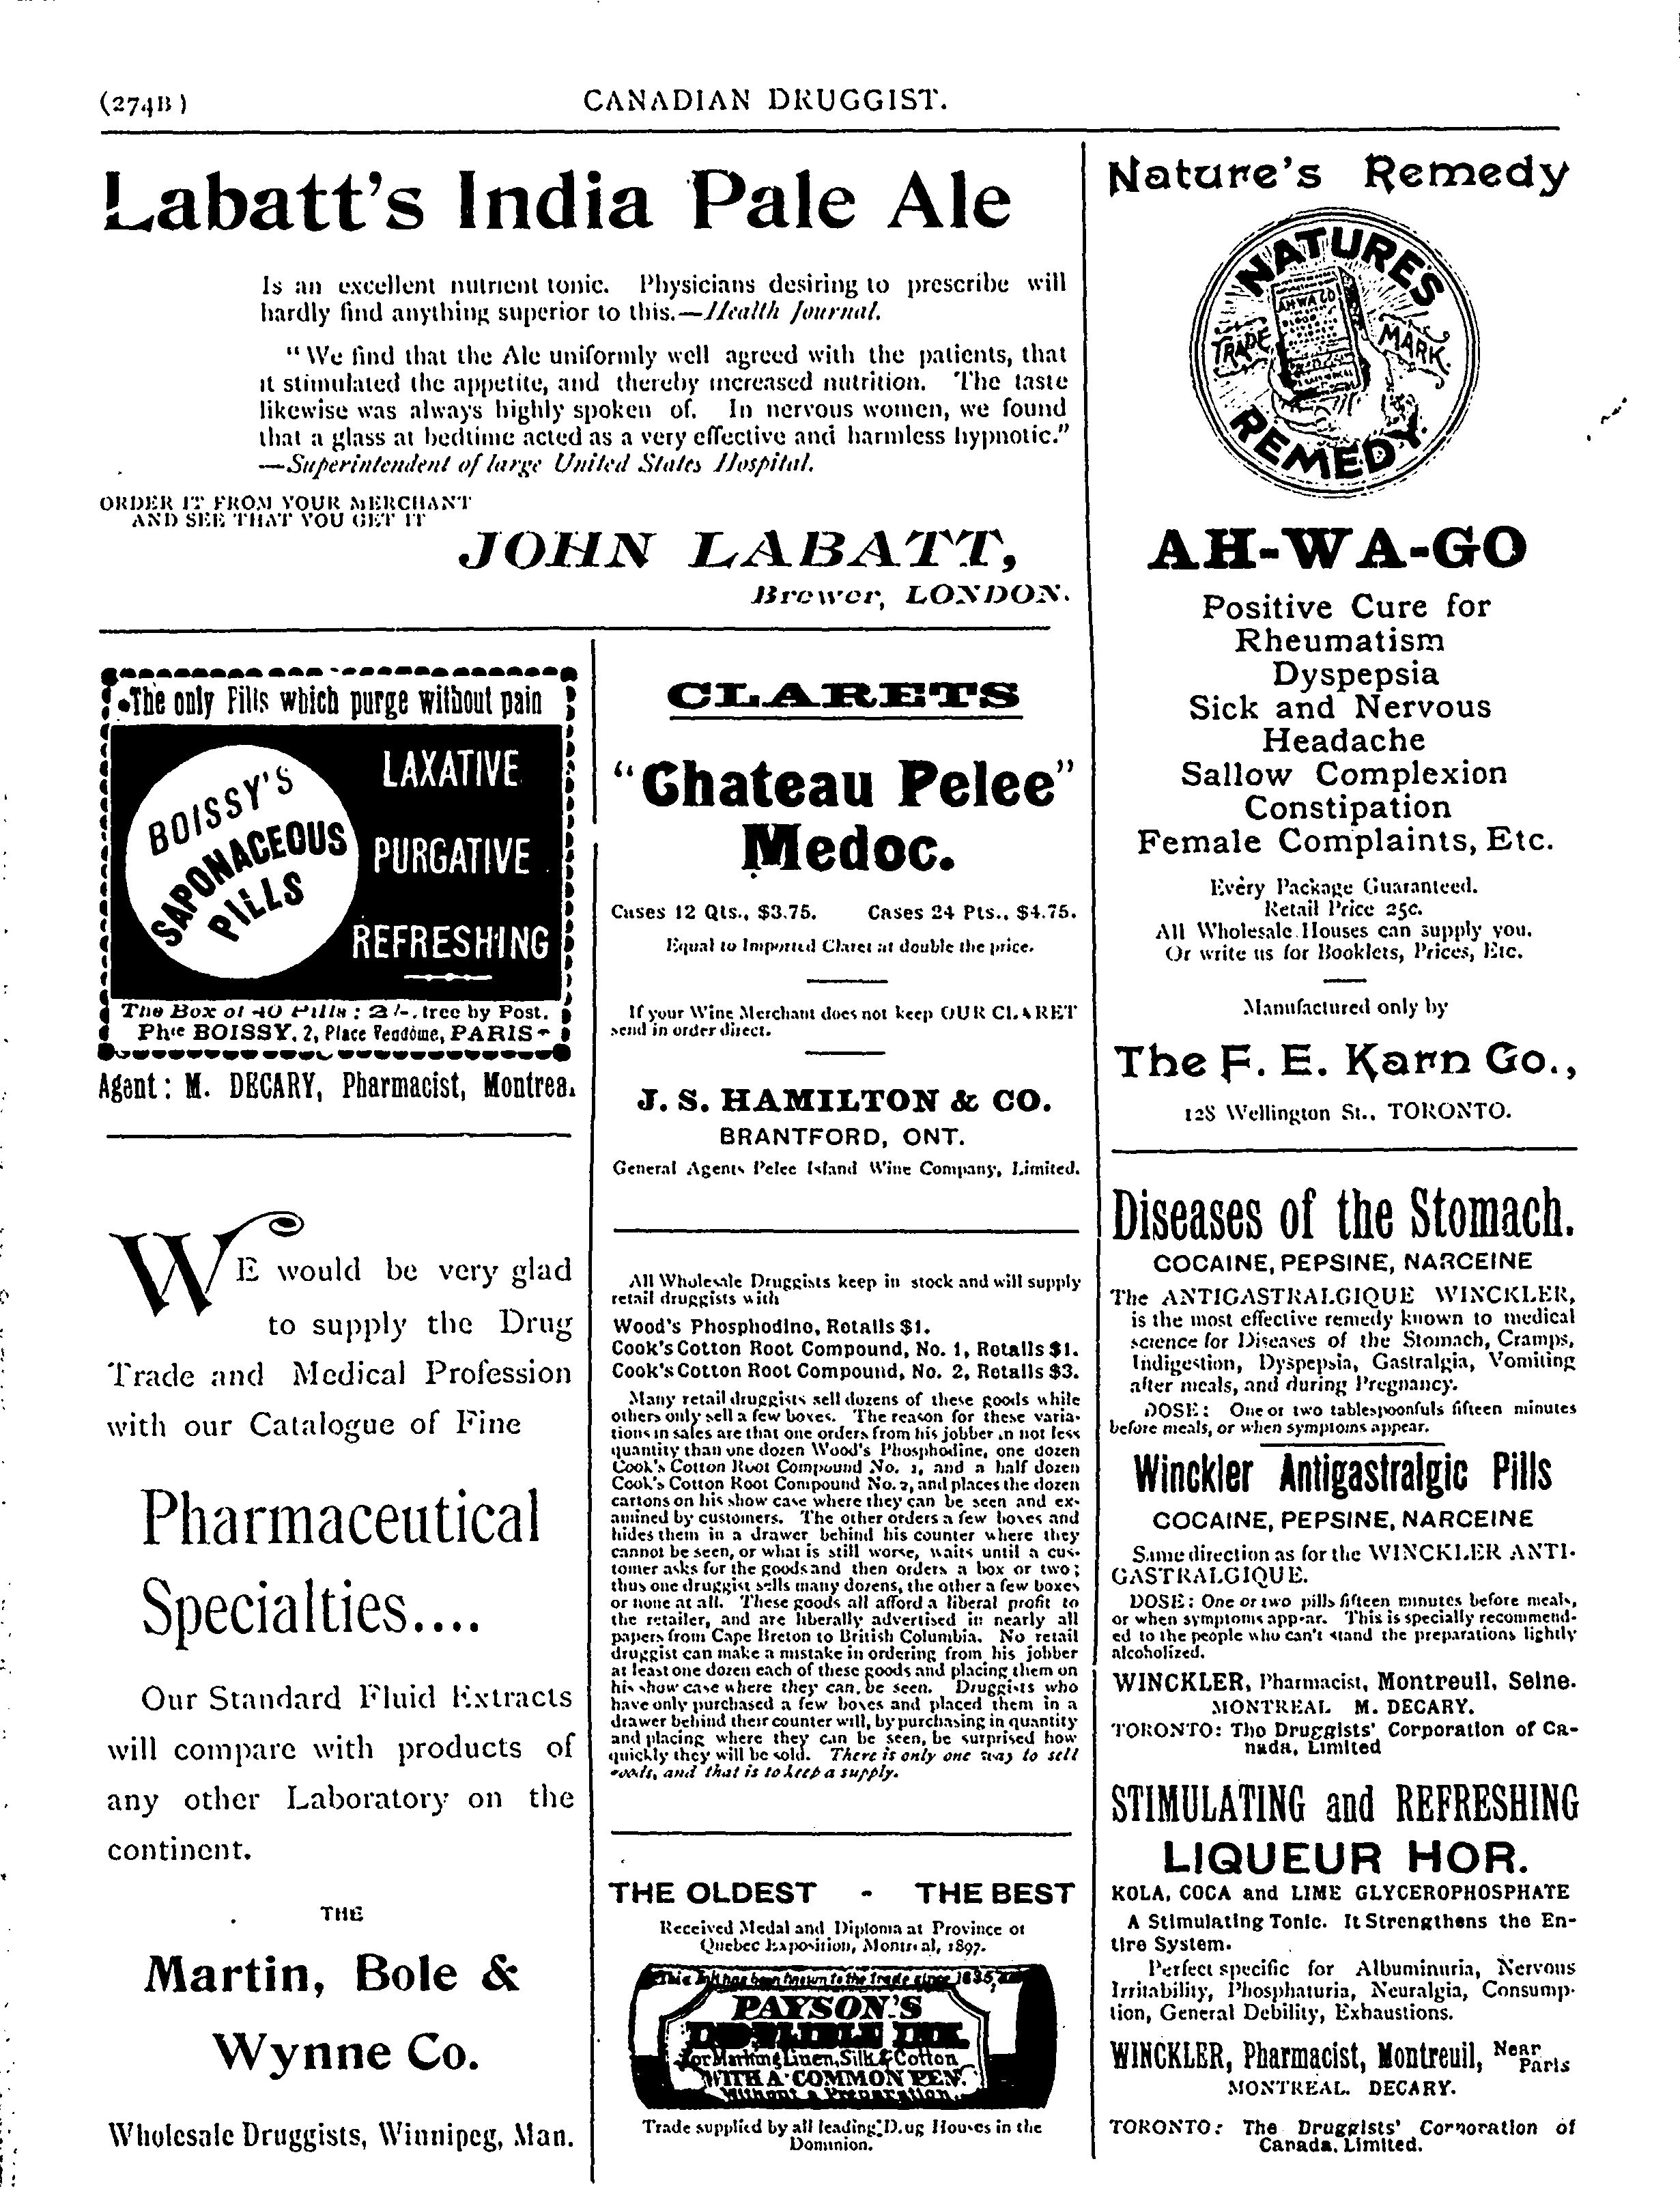 (274B)
CANADIAN DRUGGIST.
Labatt's India Pale Ale
Is an excellent nutrient tonic. Physicians desiring to prescribe will
hardly find anything superior to this.—Health Journal.
"We find that the Ale uniformly well agreed with the patients, that
it stimulated the appetite, and thereby increased nutrition. The taste
likewise was always highly spoken of. In nervous women, we found
that a glass at bedtime acted as a very effective and harmless hypnotic."
—Superintendent of large United States Hospital.
ORDER IT FROM YOUR MERCHANT
AND SEE THAT YOU GET IT
JOHN LABATT,
Brewer, LONDON.
•The only Pills which purge without pain
BOISSY'S
SAPONACEOUS
PILLS
LAXATIVE
PURGATIVE
REFRESHING
The Box of 40 Pills: 2/-. free by Post.
Phie BOISSY, 2, Place Vendôme, PARIS
Agent: M. DECARY, Pharmacist, Montreal
WE would be very glad
to supply the Drug
Trade and Medical Profession
with our Catalogue of Fine
Pharmaceutical
Specialties....
Our Standard Fluid Extracts
will compare with products of
any other Laboratory on the
continent.
THE
Martin, Bole &
Wynne Co.
Wholesale Druggists, Winnipeg, Man.
CLARETS
"Chateau Pelee"
Medoc.
Cases 12 Qts., $3.75. Cases 24 Pts., $4.75.
Equal to Imported Claret at double the price.
If your Wine Merchant does not keep OUR CLARET
send in order direct.
J. S. HAMILTON & CO.
BRANTFORD, ONT.
General Agents Pelee Island Wine Company, Limited.
All Wholesale Druggists keep in stock and will supply
retail druggists with
Wood's Phosphodine, Retails $1.
Cook's Cotton Root Compound, No. 1, Retails $1.
Cook's Cotton Root Compound, No. 2, Retails $3.
Many retail druggists sell dozens of these goods while
others only sell a few boxes. The reason for these varia-
tions in sales are that one orders from his jobber in not less
quantity than one dozen Wood's Phosphodine, one dozen
Cook's Cotton Root Compound No. 1, and a half dozen
Cook's Cotton Root Compound No. 2, and places the dozen
cartons on his show case where they can be seen and ex-
amined by customers. The other orders a few boxes and
hides them in a drawer behind his counter where they
cannot be seen, or what is still worse, waits until a cus-
tomer asks for the goods and then orders a box or two;
thus one druggist sells many dozens, the other a few boxes
or none at all. These goods all afford a liberal profit to
the retailer, and are liberally advertised in nearly all
papers from Cape Breton to British Columbia. No retail
druggist can make a mistake in ordering from his jobber
at least one dozen each of these goods and placing them on
his show case where they can be seen. Druggists who
have only purchased a few boxes and placed them in a
drawer behind their counter will, by purchasing in quantity
and placing where they can be seen, be surprised how
quickly they will be sold. There is only one way to sell
goods, and that is to keep a supply.
THE OLDEST - THE BEST
Received Medal and Diploma at Province of
Quebec Exposition, Montreal, 1897.
This Ink has been known to the trade since 1835,
PAYSON'S
INDELIBLE INK.
For Marking Linen, Silk & Cotton
WITH A COMMON PEN.
Without a Preparation.
Trade supplied by all leading Drug Houses in the
Dominion.
Nature's Remedy
NATURE'S
TRADE MARK
AH WA GO
REMEDY.
AH-WA-GO
Positive Cure for
Rheumatism
Dyspepsia
Sick and Nervous
Headache
Sallow Complexion
Constipation
Female Complaints, Etc.
Every Package Guaranteed.
Retail Price 25c.
All Wholesale Houses can supply you.
Or write us for Booklets, Prices, Etc.
Manufactured only by
The F. E. Karn Co.,
128 Wellington St., TORONTO.
Diseases of the Stomach.
COCAINE, PEPSINE, NARCEINE
The ANTIGASTRALGIQUE WINCKLER,
is the most effective remedy known to medical
science for Diseases of the Stomach, Cramps,
Indigestion, Dyspepsia, Gastralgia, Vomiting
after meals, and during Pregnancy.
DOSE: One or two tablespoonfuls fifteen minutes
before meals, or when symptoms appear.
Winckler Antigastralgic Pills
COCAINE, PEPSINE, NARCEINE
Same direction as for the WINCKLER ANTI-
GASTRALGIQUE.
DOSE: One or two pills fifteen minutes before meals,
or when symptoms appear. This is specially recommend-
ed to the people who can't stand the preparations lightly
alcoholized.
WINCKLER, Pharmacist, Montreuil, Seine.
MONTREAL M. DECARY.
TORONTO: The Druggists' Corporation of Ca-
nada, Limited
STIMULATING and REFRESHING
LIQUEUR HOR.
KOLA, COCA and LIME GLYCEROPHOSPHATE
A Stimulating Tonic. It Strengthens the En-
tire System.
Perfect specific for Albuminuria, Nervous
Irritability, Phosphaturia, Neuralgia, Consump-
tion, General Debility, Exhaustions.
WINCKLER, Pharmacist, Montreuil, Near Paris
MONTREAL. DECARY.
TORONTO: The Druggists' Corporation of
Canada, Limited.